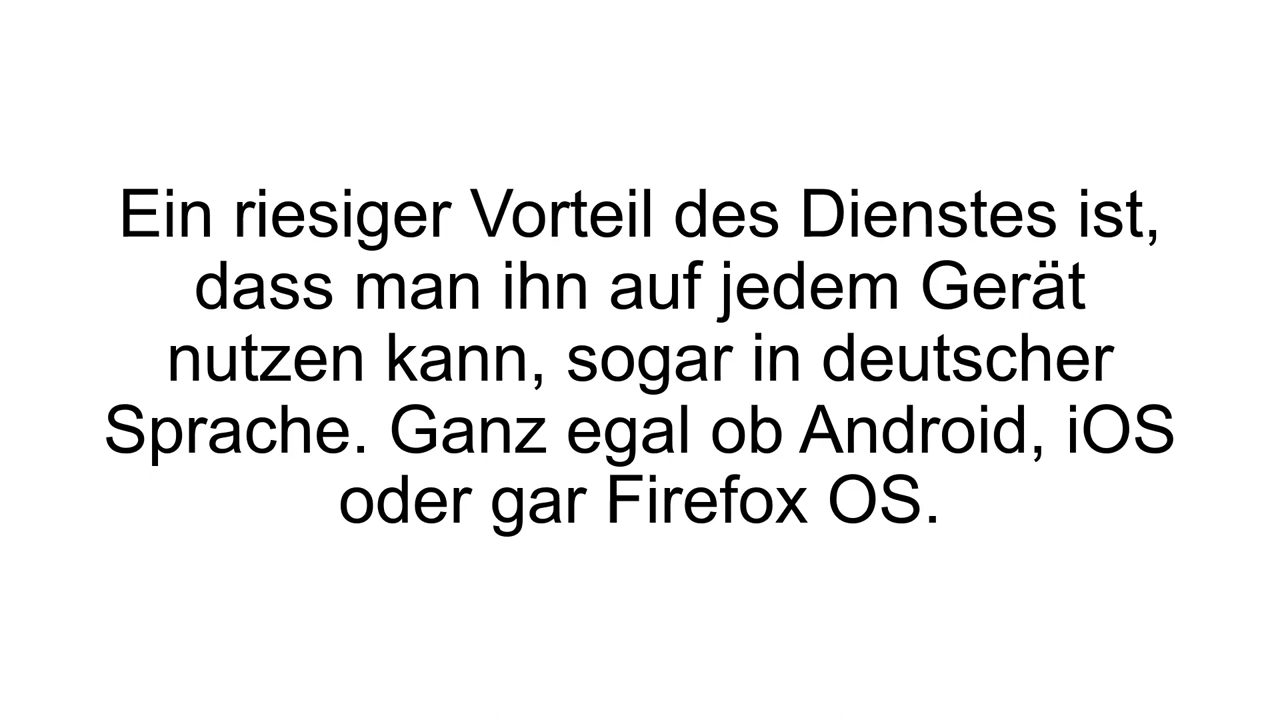 Ein riesiger Vorteil des Dienstes ist,
dass man ihn auf jedem Gerät
nutzen kann, sogar in deutscher
Sprache. Ganz egal ob Android, iOS
oder gar Firefox OS.